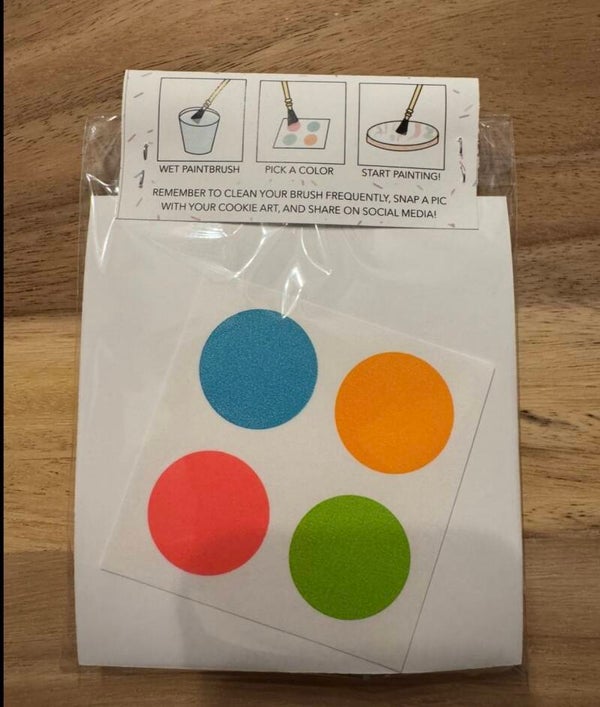 WET PAINTBRUSH
PICK A COLOR
START PAINTING!
REMEMBER TO CLEAN YOUR BRUSH FREQUENTLY, SNAP A PIC
WITH YOUR COOKIE ART, AND SHARE ON SOCIAL MEDIA!